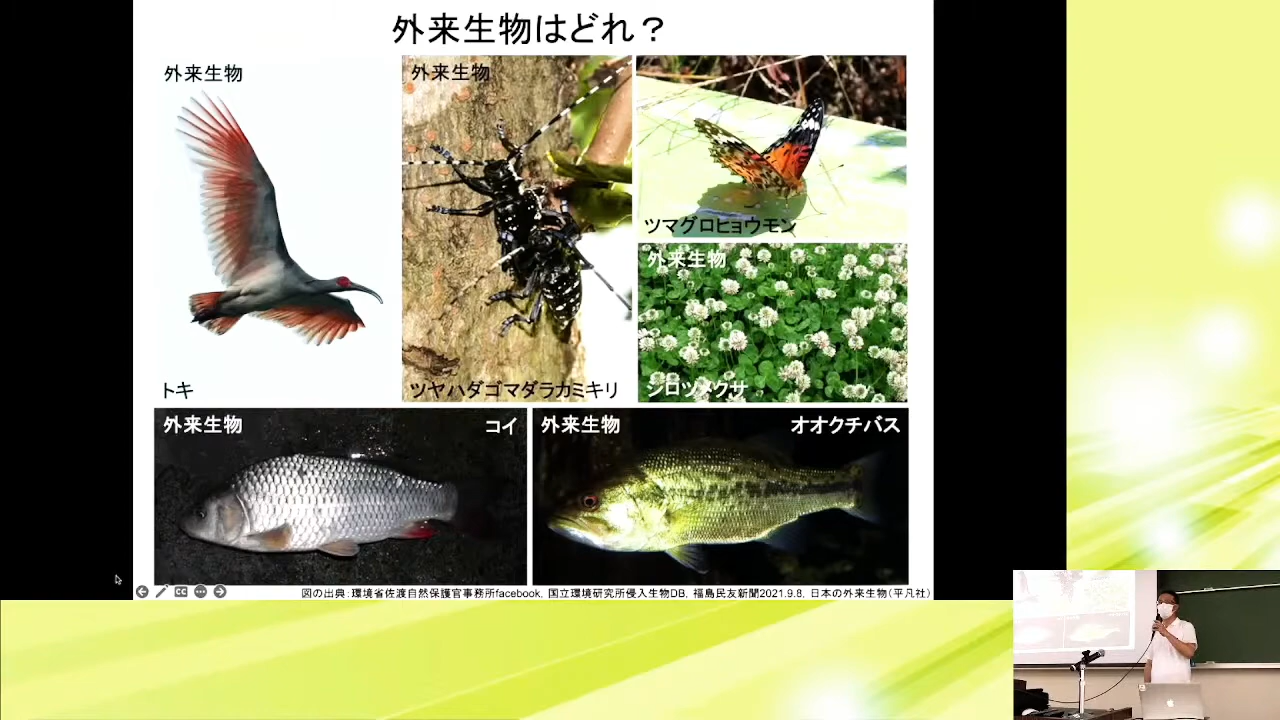 外来生物はどれ？
外来生物
トキ
外来生物
ツヤハダゴマダラカミキリ
ツマグロヒョウモン
外来生物
シロツメクサ
外来生物
コイ
外来生物
オオクチバス
CC
図の出典：環境省佐渡自然保護官事務所facebook, 国立環境研究所侵入生物DB, 福島民友新聞2021.9.8, 日本の外来生物（平凡社）